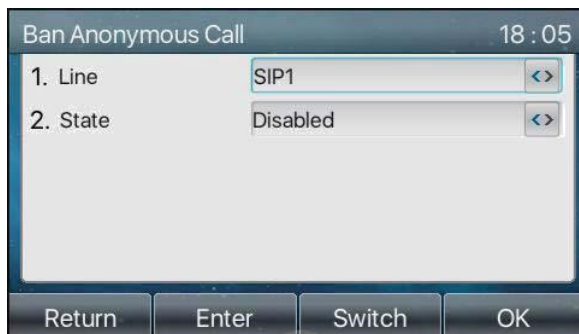 Ban Anonymous Call 18:05
1. Line SIP1 <>
2. State Disabled <>
Return Enter Switch OK